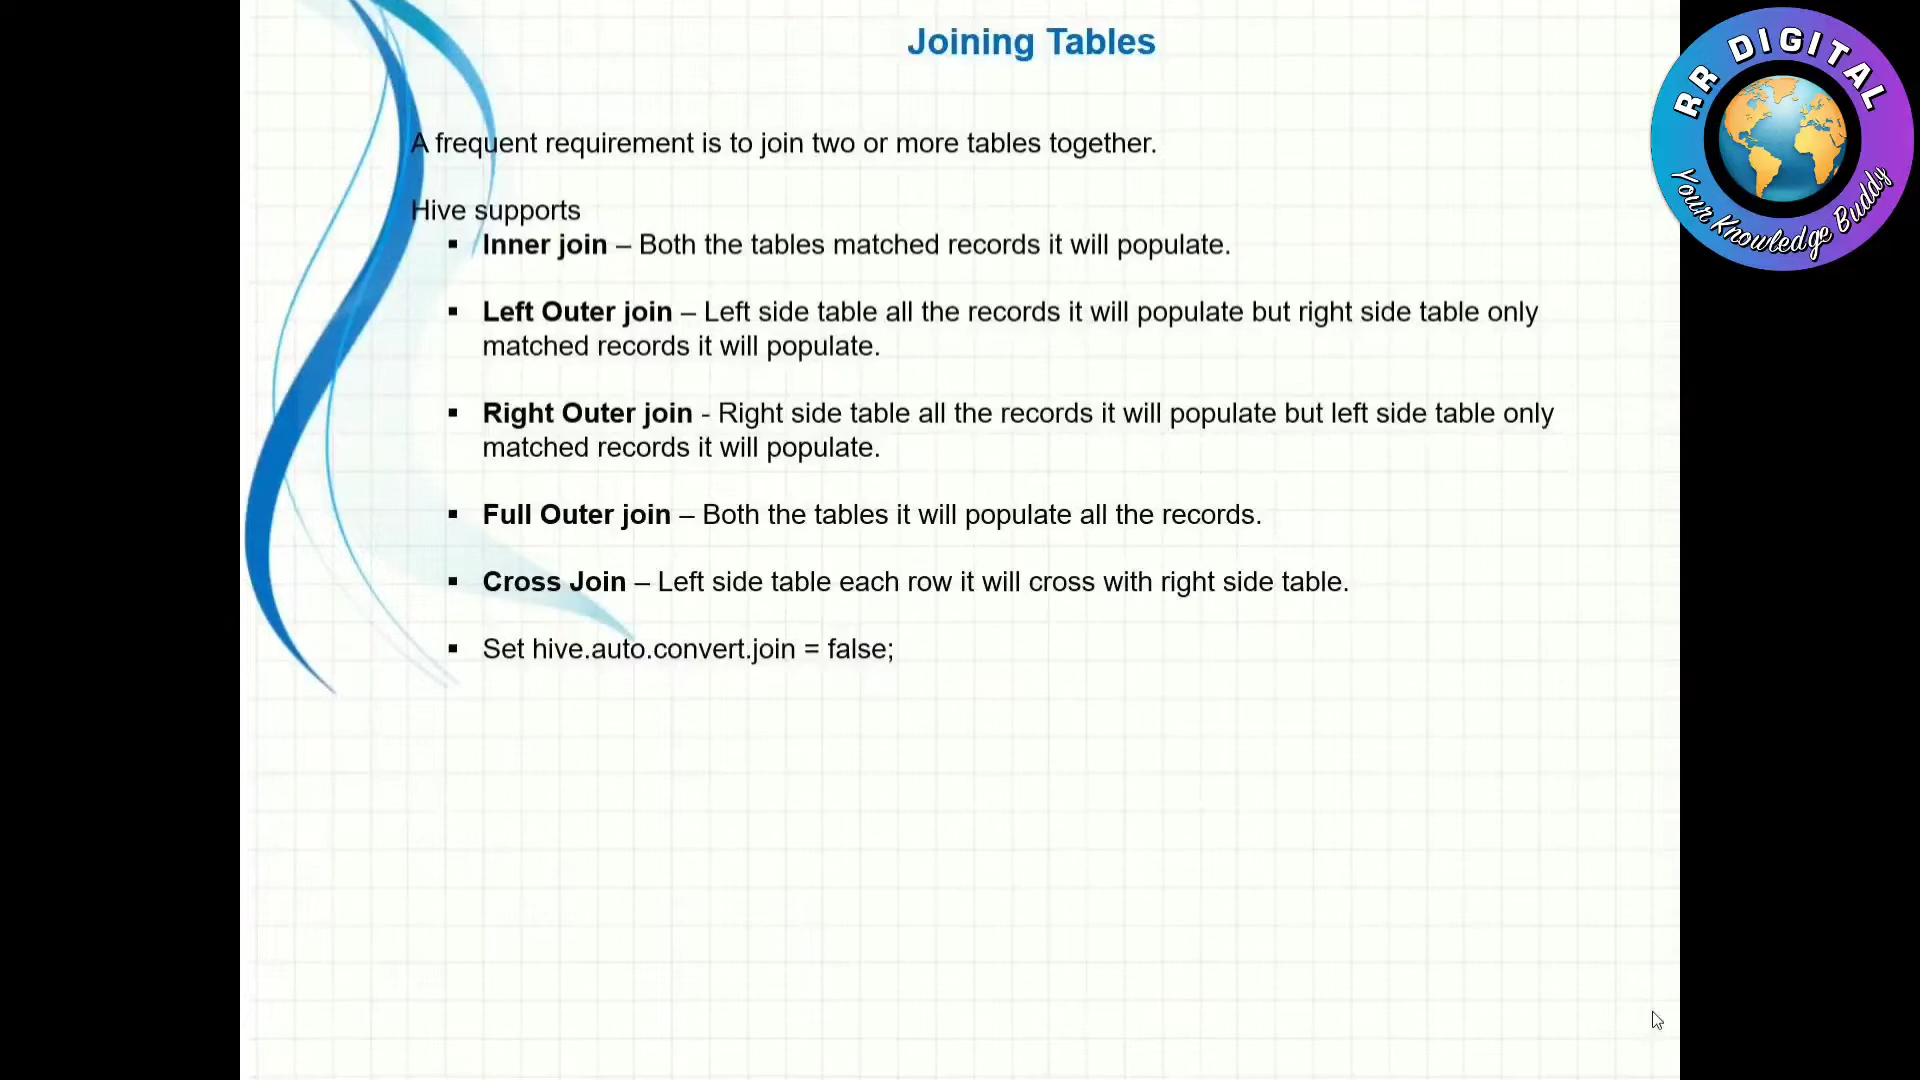 Joining Tables
RR DIGITAL
Your Knowledge Buddy
A frequent requirement is to join two or more tables together.
Hive supports
▪ Inner join – Both the tables matched records it will populate.
▪ Left Outer join – Left side table all the records it will populate but right side table only
matched records it will populate.
▪ Right Outer join - Right side table all the records it will populate but left side table only
matched records it will populate.
▪ Full Outer join – Both the tables it will populate all the records.
▪ Cross Join – Left side table each row it will cross with right side table.
▪ Set hive.auto.convert.join = false;